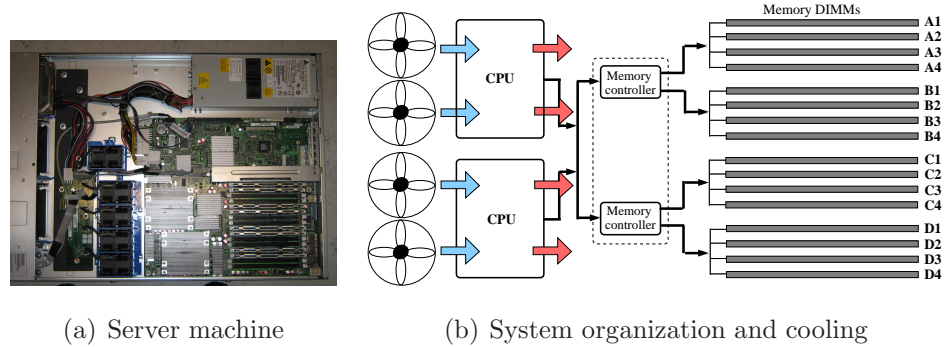 Memory DIMMs
A1
A2
A3
A4
B1
B2
B3
B4
C1
C2
C3
C4
D1
D2
D3
D4
CPU
CPU
Memory
controller
Memory
controller
(a) Server machine
(b) System organization and cooling